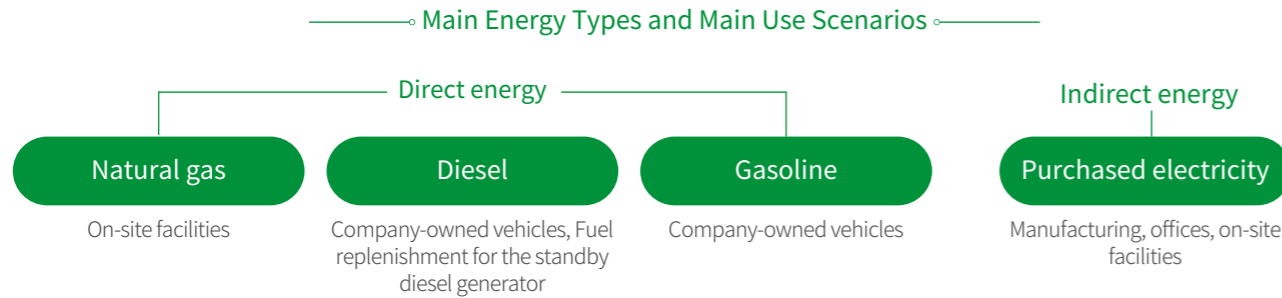 Main Energy Types and Main Use Scenarios
Direct energy
Indirect energy
Natural gas
Diesel
Gasoline
Purchased electricity
On-site facilities
Company-owned vehicles, Fuel
replenishment for the standby
diesel generator
Company-owned vehicles
Manufacturing, offices, on-site
facilities